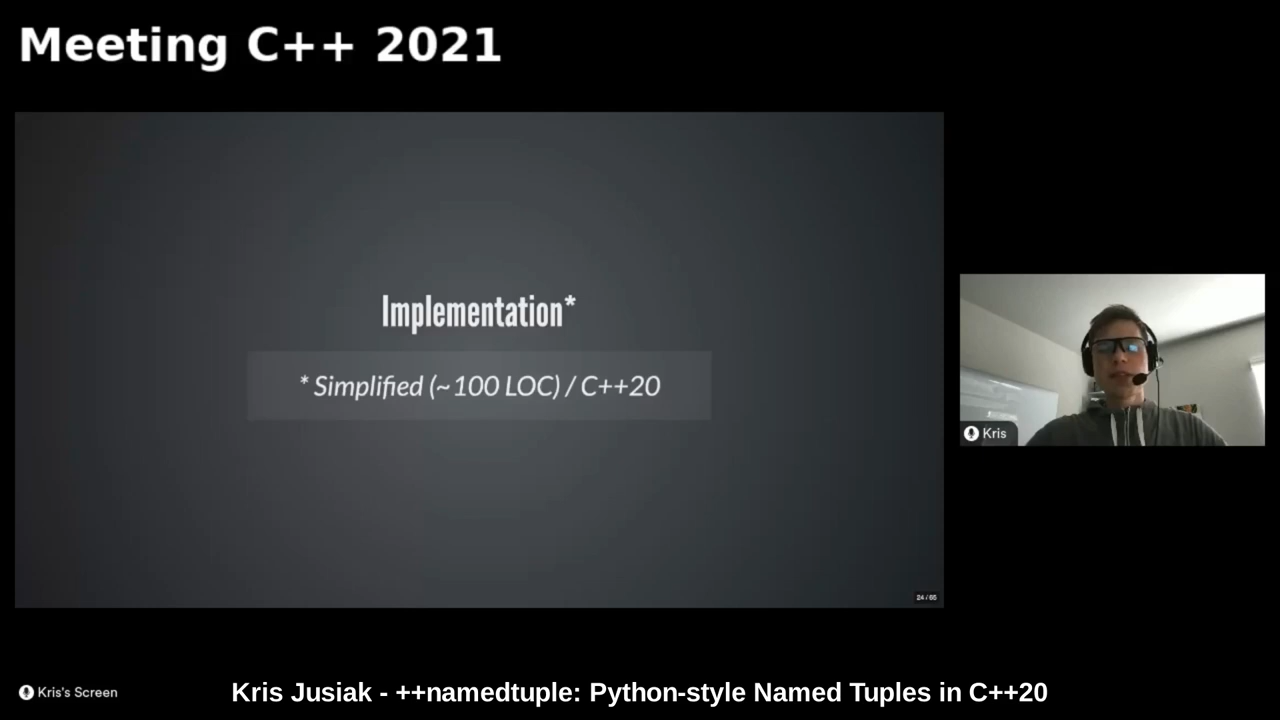 Meeting C++ 2021
Implementation*
* Simplified (~100 LOC) / C++20
24 / 65
Kris
Kris's Screen
Kris Jusiak - ++namedtuple: Python-style Named Tuples in C++20